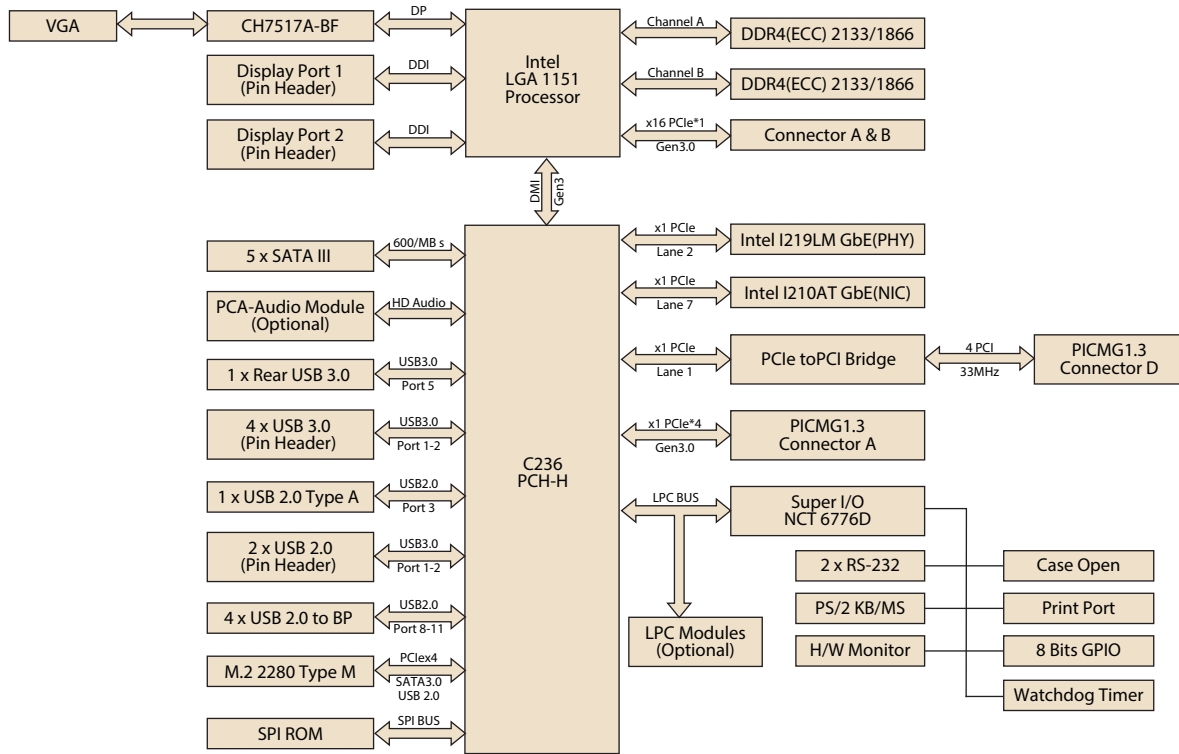 VGA
CH7517A-BF
DP
Display Port 1
(Pin Header)
DDI
Display Port 2
(Pin Header)
DDI
Intel
LGA 1151
Processor
Channel A
DDR4(ECC) 2133/1866
Channel B
DDR4(ECC) 2133/1866
x16 PCIe*1
Gen3.0
Connector A & B
DMI
Gen3
5 x SATA III
600/MB s
PCA-Audio Module
(Optional)
HD Audio
1 x Rear USB 3.0
USB3.0
Port 5
4 x USB 3.0
(Pin Header)
USB3.0
Port 1-2
1 x USB 2.0 Type A
USB2.0
Port 3
2 x USB 2.0
(Pin Header)
USB3.0
Port 1-2
4 x USB 2.0 to BP
USB2.0
Port 8-11
M.2 2280 Type M
PCIex4
SATA3.0
USB 2.0
SPI ROM
SPI BUS
C236
PCH-H
x1 PCIe
Lane 2
Intel I219LM GbE(PHY)
x1 PCIe
Lane 7
Intel I210AT GbE(NIC)
x1 PCIe
Lane 1
PCIe toPCI Bridge
4 PCI
33MHz
PICMG1.3
Connector D
x1 PCIe*4
Gen3.0
PICMG1.3
Connector A
LPC BUS
Super I/O
NCT 6776D
LPC Modules
(Optional)
2 x RS-232
Case Open
PS/2 KB/MS
Print Port
H/W Monitor
8 Bits GPIO
Watchdog Timer